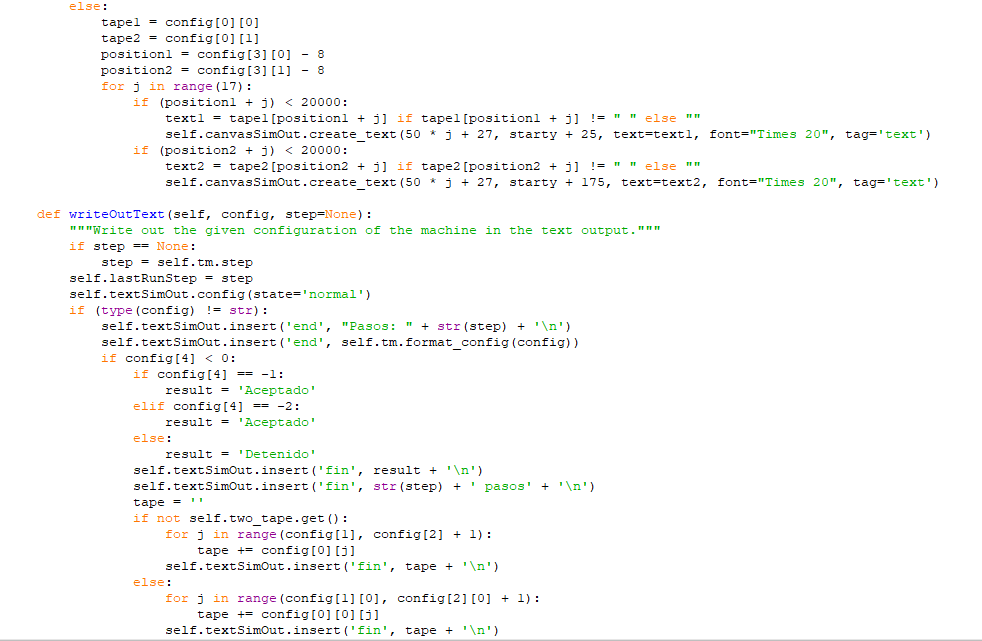 else:
tape1 = config[0][0]
tape2 = config[0][1]
position1 = config[3][0] - 8
position2 = config[3][1] - 8
for j in range(17):
if (position1 + j) < 20000:
text1 = tape1[position1 + j] if tape1[position1 + j] != " " else ""
self.canvasSimOut.create_text(50 * j + 27, starty + 25, text=text1, font="Times 20", tag='text')
if (position2 + j) < 20000:
text2 = tape2[position2 + j] if tape2[position2 + j] != " " else ""
self.canvasSimOut.create_text(50 * j + 27, starty + 175, text=text2, font="Times 20", tag='text')
def writeOutText(self, config, step=None):
"""Write out the given configuration of the machine in the text output."""
if step == None:
step = self.tm.step
self.lastRunStep = step
self.textSimOut.config(state='normal')
if (type(config) != str):
self.textSimOut.insert('end', "Pasos: " + str(step) + '\n')
self.textSimOut.insert('end', self.tm.format_config(config))
if config[4] < 0:
if config[4] == -1:
result = 'Aceptado'
elif config[4] == -2:
result = 'Aceptado'
else:
result = 'Detenido'
self.textSimOut.insert('fin', result + '\n')
self.textSimOut.insert('fin', str(step) + ' pasos' + '\n')
tape = ''
if not self.two_tape.get():
for j in range(config[1], config[2] + 1):
tape += config[0][j]
self.textSimOut.insert('fin', tape + '\n')
else:
for j in range(config[1][0], config[2][0] + 1):
tape += config[0][0][j]
self.textSimOut.insert('fin', tape + '\n')